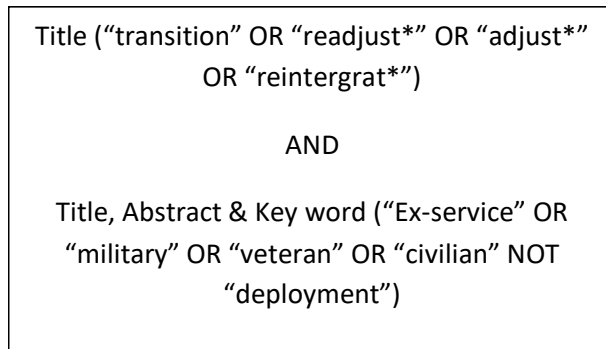 Title (“transition” OR “readjust*” OR “adjust*”
OR “reintergrat*”)
AND
Title, Abstract & Key word (“Ex-service” OR
“military” OR “veteran” OR “civilian” NOT
“deployment”)